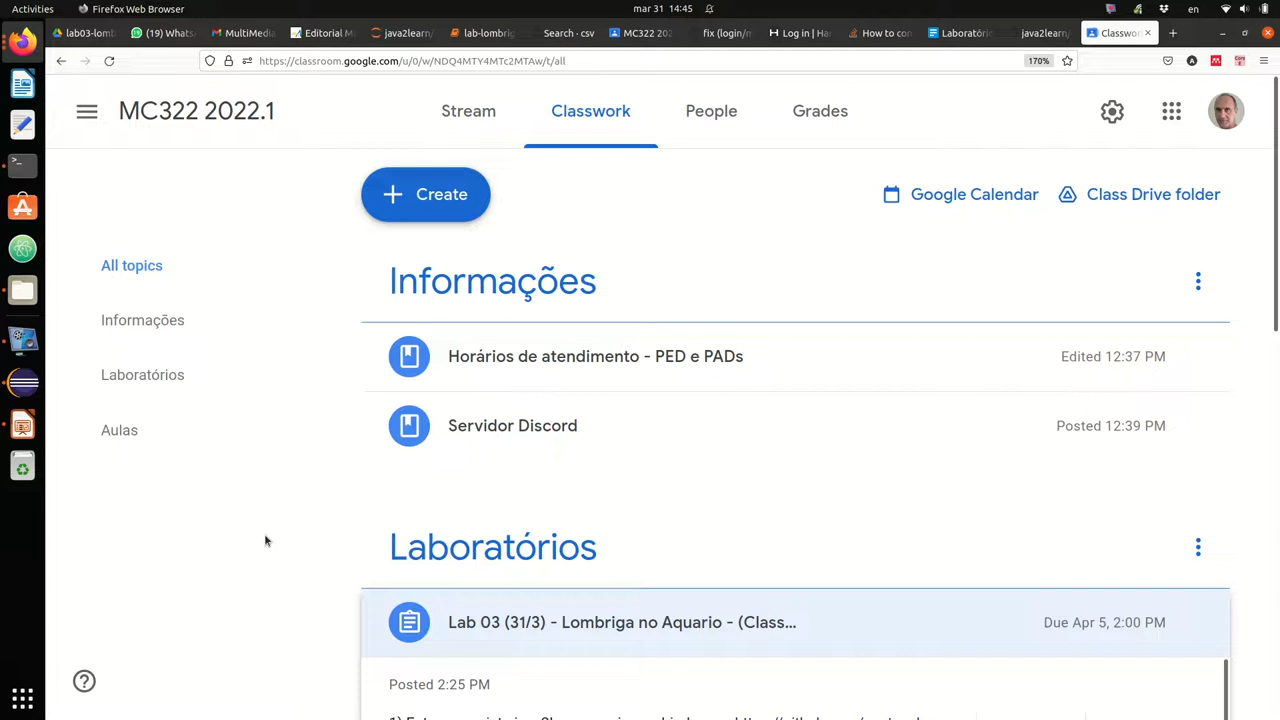 Activities
Firefox Web Browser
mar 31 14:45
en
lab03-lomb
(19) Whats
MultiMedia
Editorial M
java2learn/
lab-lombrig
Search · csv
MC322 202
fix (login/m
Log in | Ha
How to con
Laboratóri
java2learn/
Classwor
https://classroom.google.com/u/0/w/NDQ4MTY4MTc2MTAw/t/all
170%
MC322 2022.1
Stream
Classwork
People
Grades
Create
Google Calendar
Class Drive folder
All topics
Informações
Laboratórios
Aulas
Informações
Horários de atendimento - PED e PADs
Edited 12:37 PM
Servidor Discord
Posted 12:39 PM
Laboratórios
Lab 03 (31/3) - Lombriga no Aquario - (Class...
Due Apr 5, 2:00 PM
Posted 2:25 PM